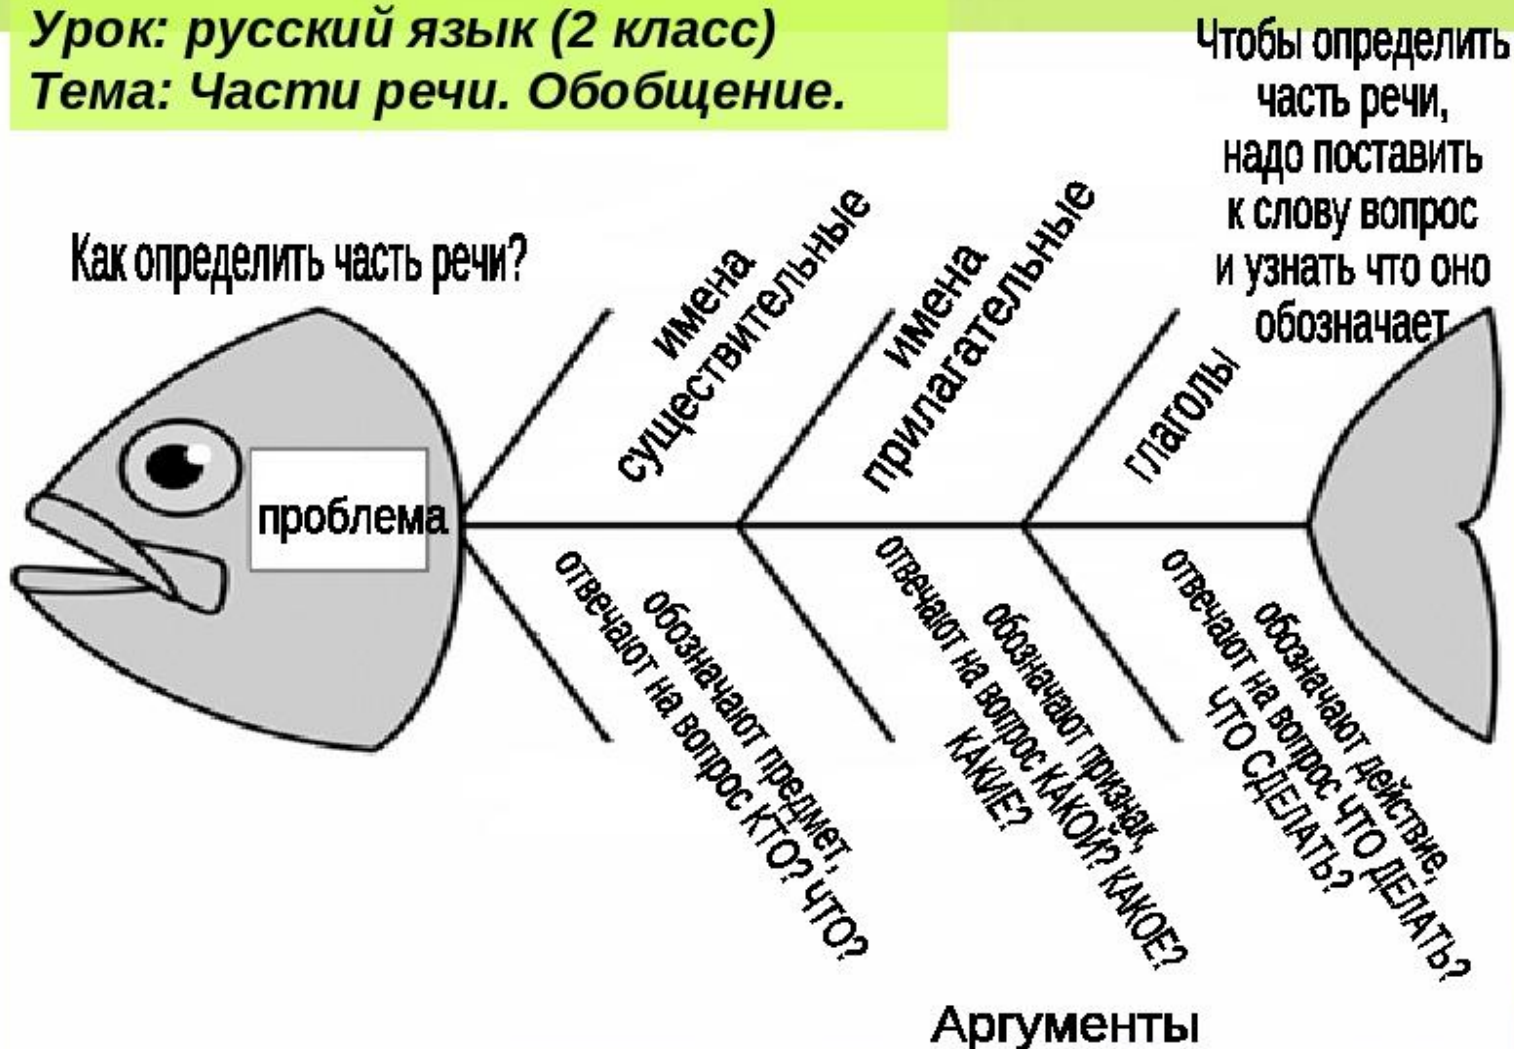 Урок: русский язык (2 класс)
Тема: Части речи. Обобщение.
Чтобы определить
часть речи,
надо поставить
к слову вопрос
и узнать что оно
обозначает
Как определить часть речи?
имена
существительные
имена
прилагательные
глаголы
проблема
обозначают предмет,
отвечают на вопрос КТО? ЧТО?
обозначают признак,
отвечают на вопрос КАКОЙ? КАКОЕ?
КАКИЕ?
обозначают действие,
отвечают на вопрос ЧТО ДЕЛАТЬ?
ЧТО СДЕЛАТЬ?
Аргументы